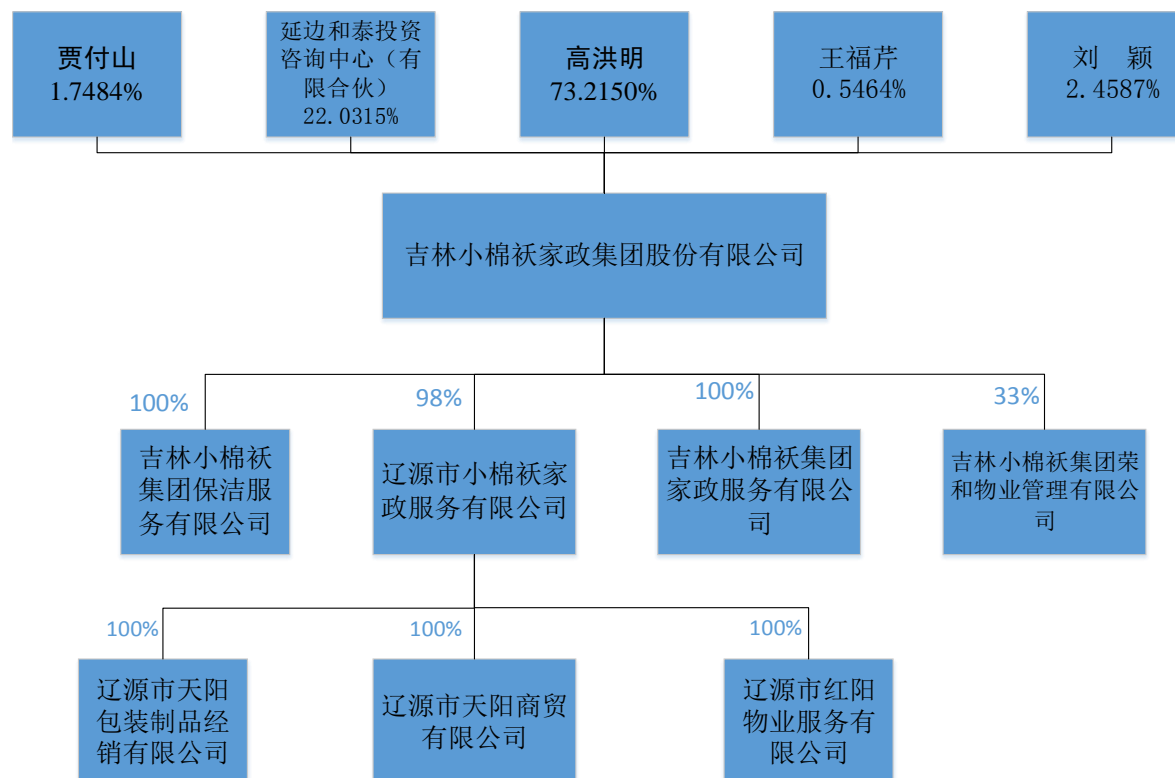 贾付山
1.7484%
延边和泰投资
咨询中心（有
限合伙）
22.0315%
高洪明
73.2150%
王福芹
0.5464%
刘　颖
2.4587%
吉林小棉袄家政集团股份有限公司
100%
98%
100%
33%
吉林小棉袄
集团保洁服
务有限公司
辽源市小棉袄家
政服务有限公司
吉林小棉袄集团
家政服务有限公
司
吉林小棉袄集团荣
和物业管理有限公
司
100%
100%
100%
辽源市天阳
包装制品经
销有限公司
辽源市天阳商贸
有限公司
辽源市红阳
物业服务有
限公司